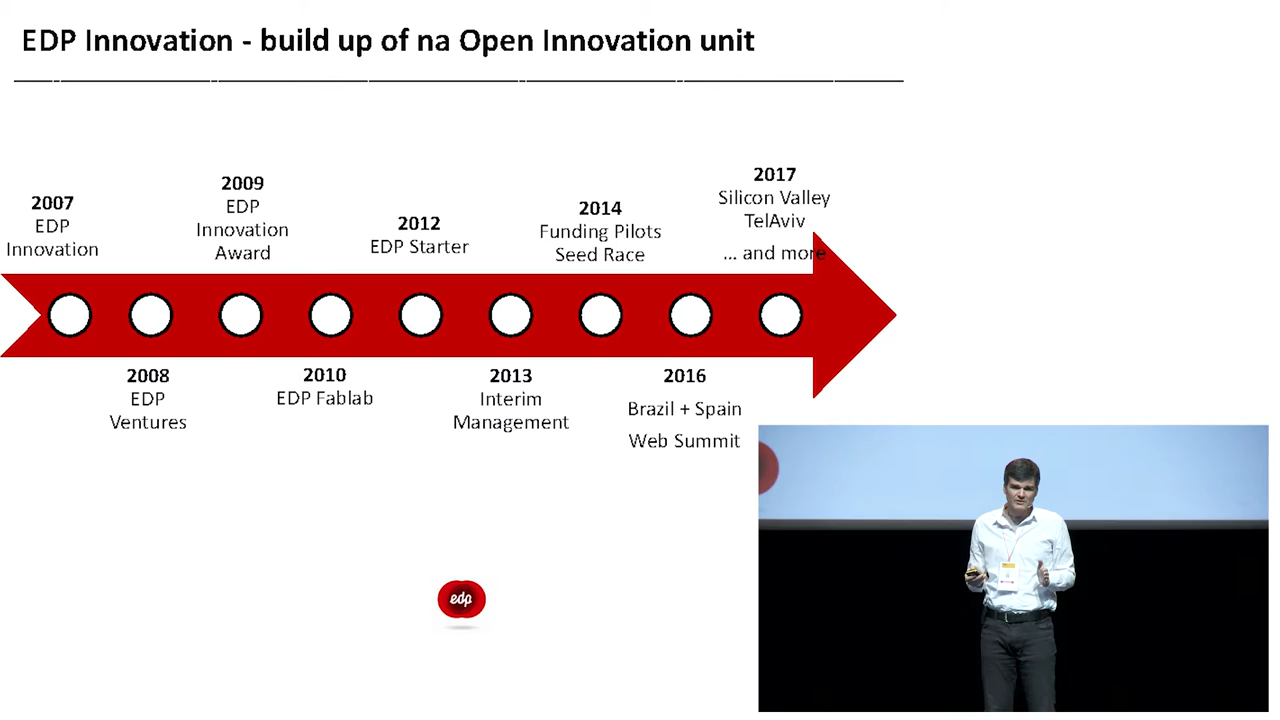 EDP Innovation - build up of na Open Innovation unit
2007
EDP
Innovation
2009
EDP
Innovation
Award
2012
EDP Starter
2014
Funding Pilots
Seed Race
2017
Silicon Valley
TelAviv
... and more
2008
EDP
Ventures
2010
EDP Fablab
2013
Interim
Management
2016
Brazil + Spain
Web Summit
edp